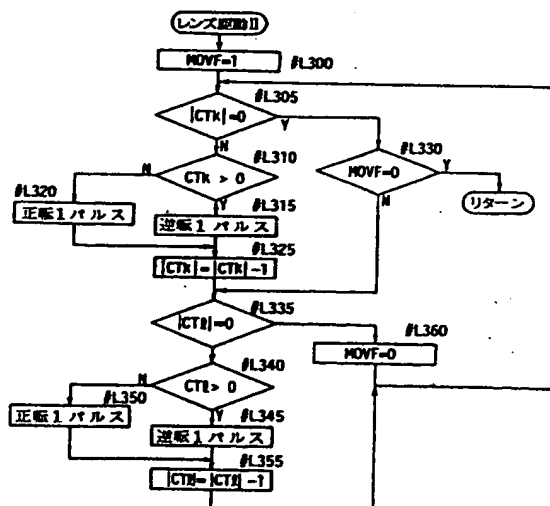 レンズ駆動II
MOVF=1 #L300
#L305
|CTk|=0
Y
N
#L310 #L330
N CTk > 0 MOVF=0 Y
#L320
Y #L315 N リターン
正転1パルス 逆転1パルス
#L325
|CTk|=|CTk|-1
#L335
|CTℓ|=0
#L360
#L340 MOVF=0
N CTℓ> 0
#L350
正転1パルス Y #L345
逆転1パルス
#L355
|CTℓ|=|CTℓ|-1